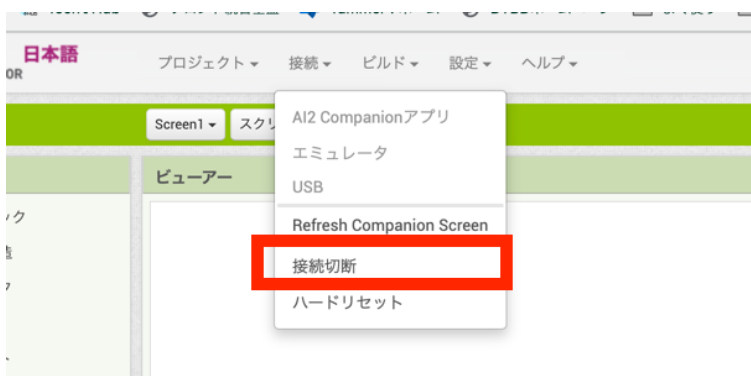 日本語
OR
プロジェクト 接続 ビルド 設定 ヘルプ
Screen1 スクリ
AI2 Companionアプリ
エミュレータ
USB
ビューアー
Refresh Companion Screen
接続切断
ハードリセット
ック